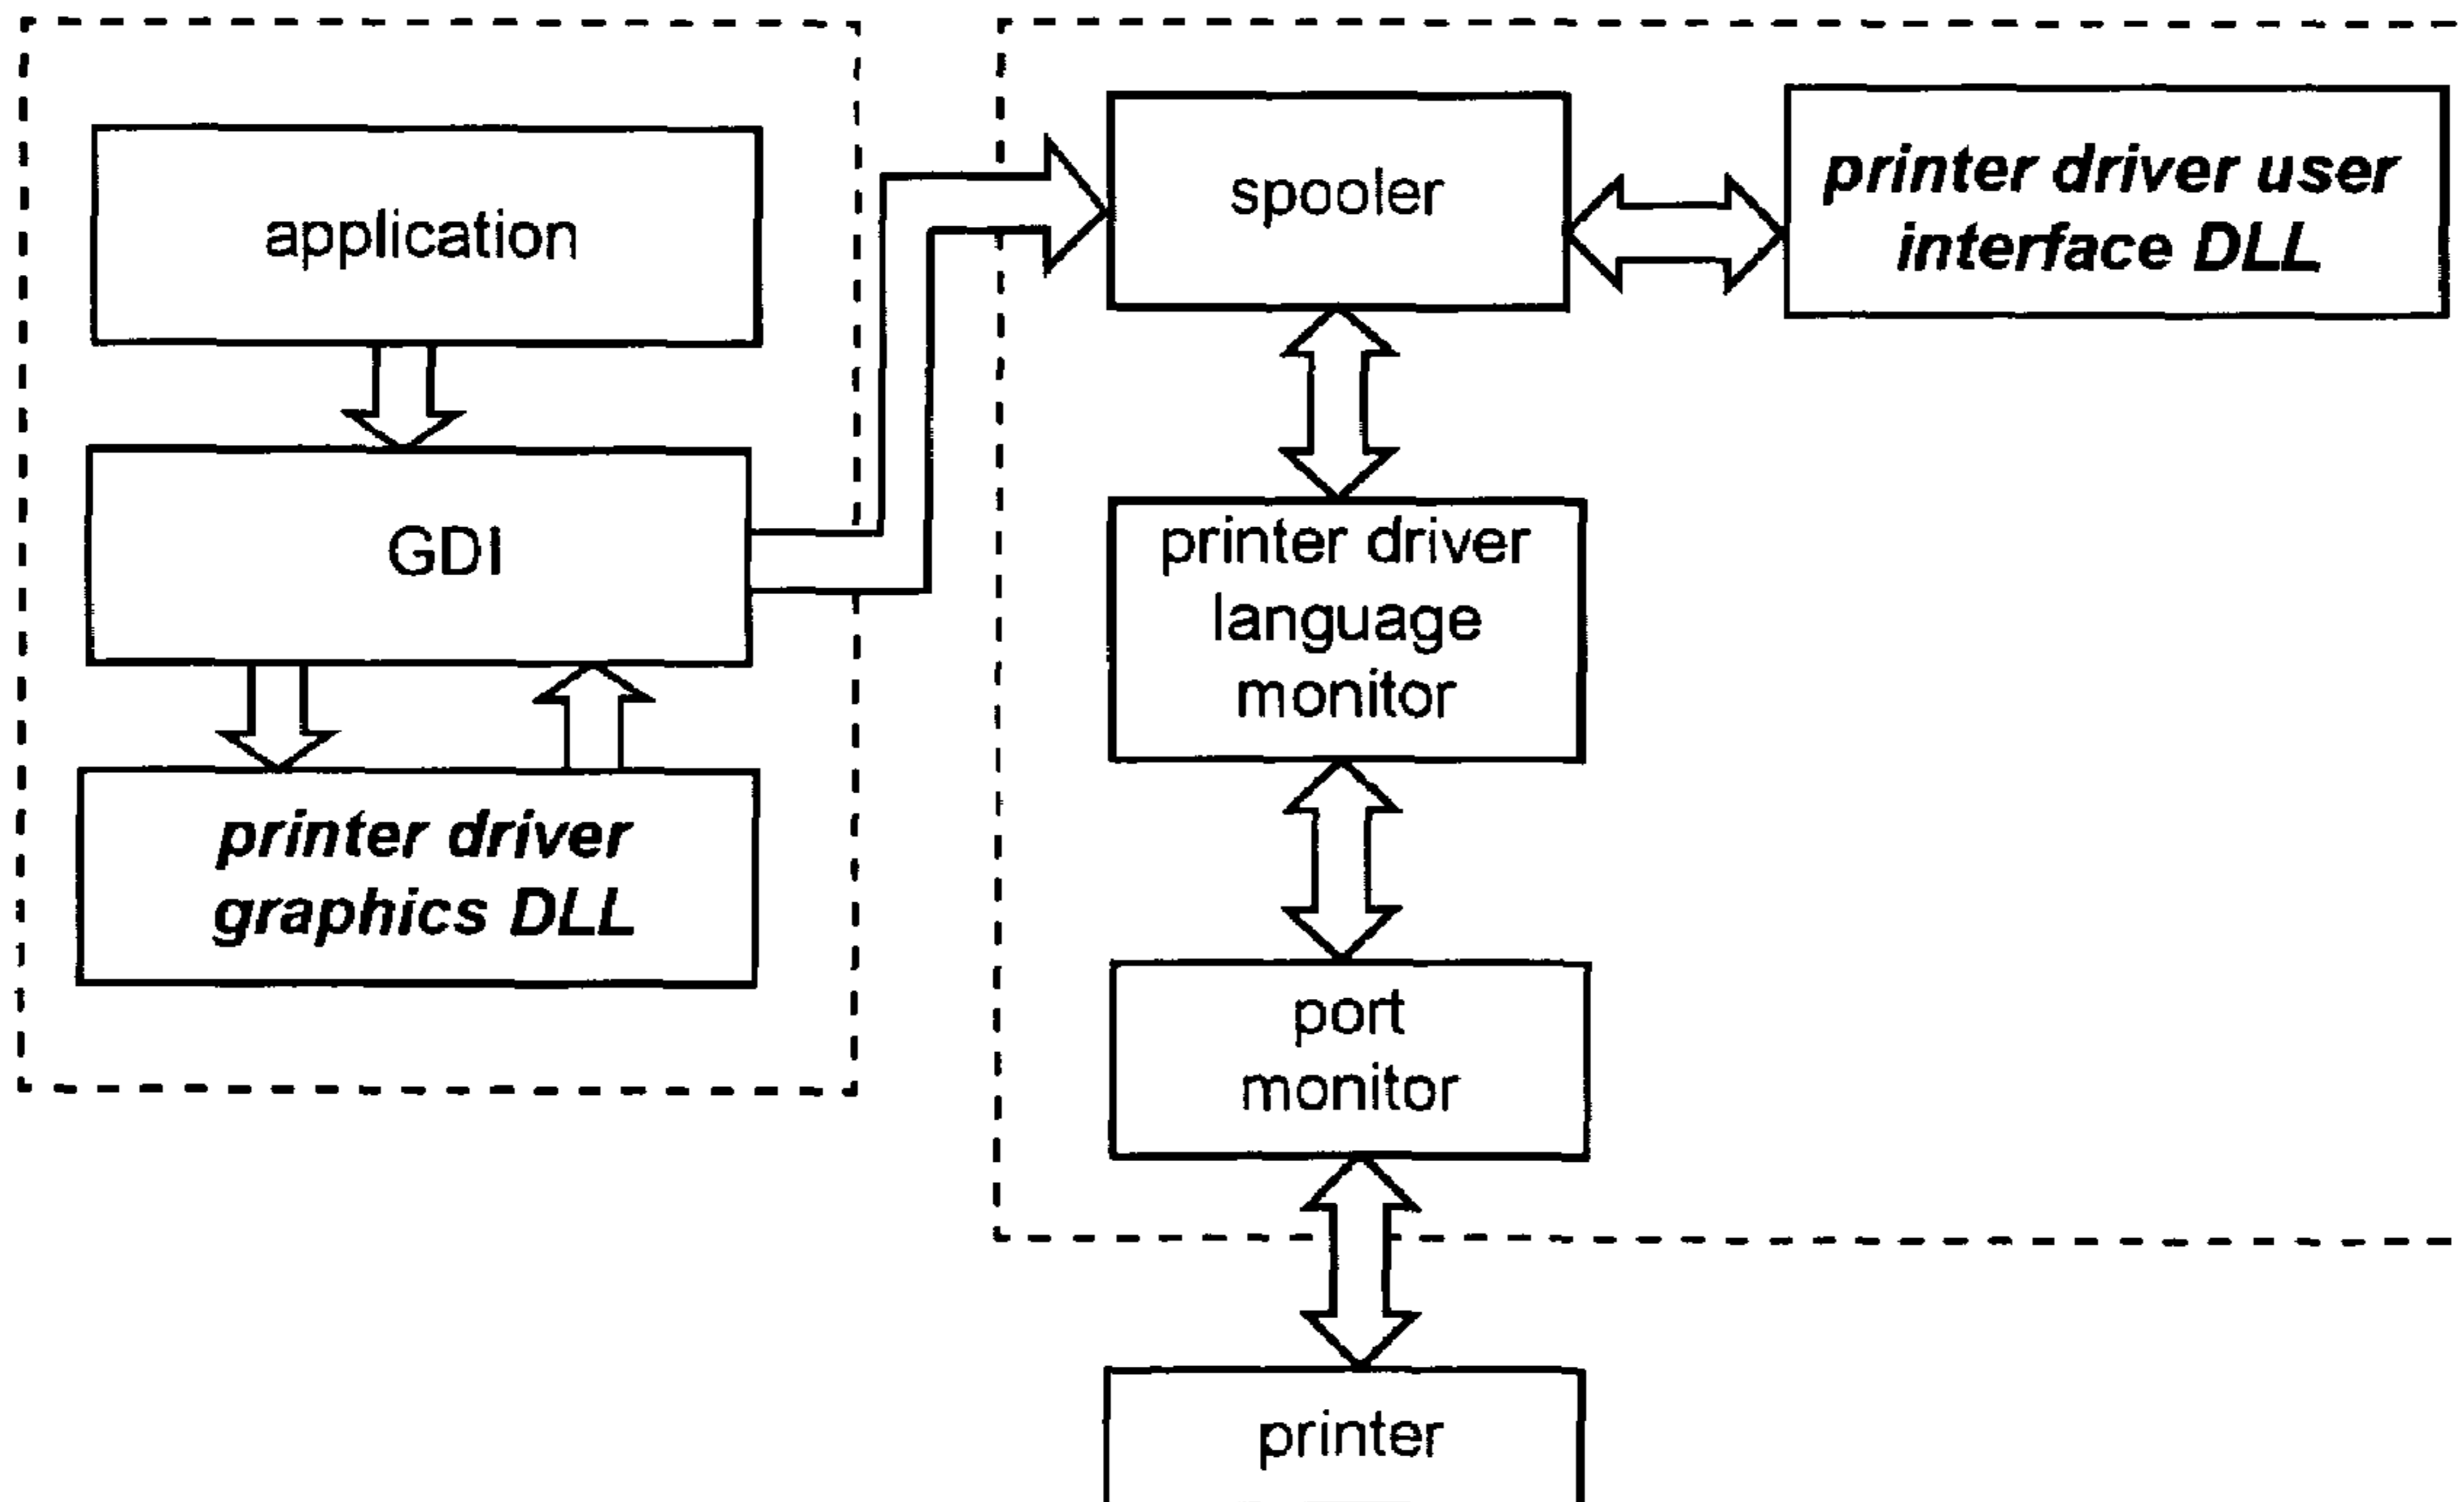 application
GDI
printer driver
graphics DLL
spooler
printer driver user
interface DLL
printer driver
language
monitor
port
monitor
printer